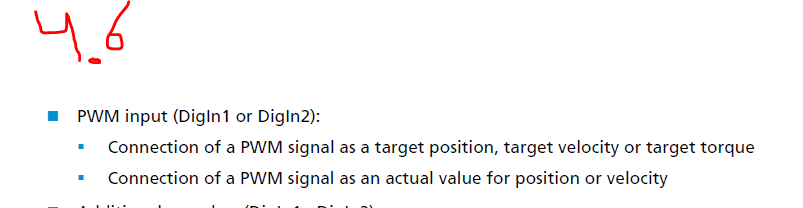 4.6
PWM input (DigIn1 or DigIn2):
Connection of a PWM signal as a target position, target velocity or target torque
Connection of a PWM signal as an actual value for position or velocity